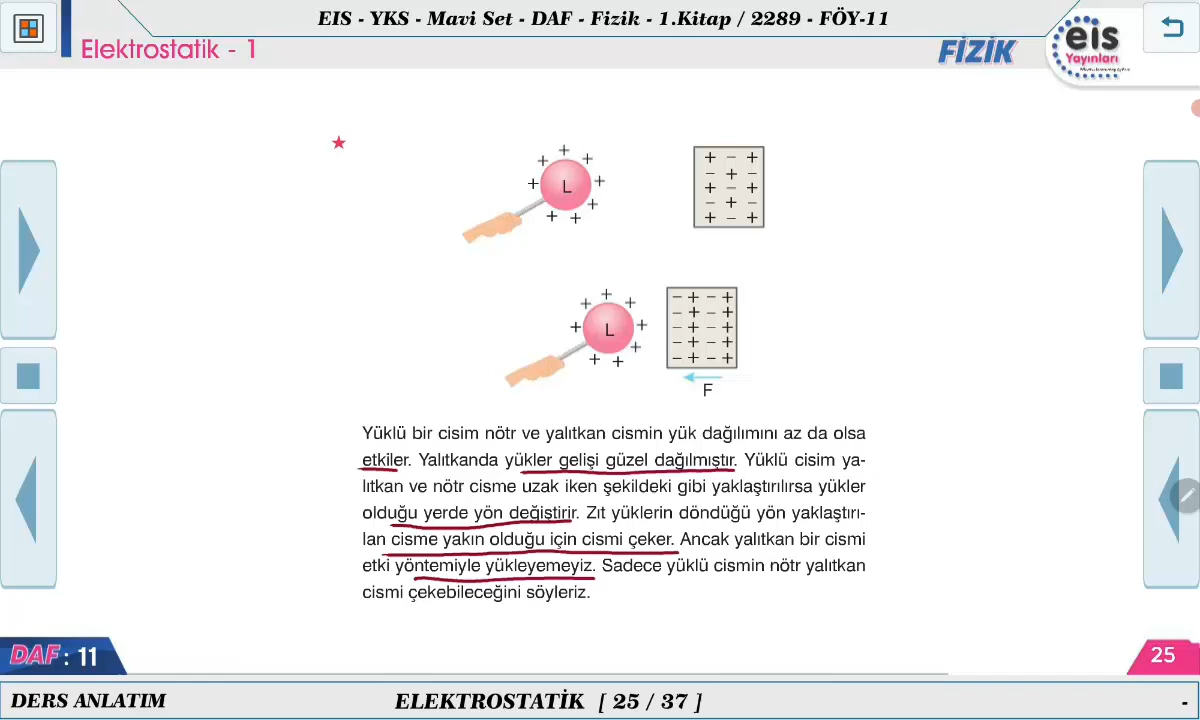 EIS - YKS - Mavi Set - DAF - Fizik - 1.Kitap / 2289 - FÖY-11
Elektrostatik - 1
FİZİK
eis
Yayınları
★
+ + + + + + + +
L
+ − +
− + −
+ − +
− + −
+ − +
+ + + + + + + +
L
− + − +
− + − +
− + − +
− + − +
− + − +
F
Yüklü bir cisim nötr ve yalıtkan cismin yük dağılımını az da olsa
etkiler. Yalıtkanda yükler gelişi güzel dağılmıştır. Yüklü cisim ya-
lıtkan ve nötr cisme uzak iken şekildeki gibi yaklaştırılırsa yükler
olduğu yerde yön değiştirir. Zıt yüklerin döndüğü yön yaklaştırı-
lan cisme yakın olduğu için cismi çeker. Ancak yalıtkan bir cismi
etki yöntemiyle yükleyemeyiz. Sadece yüklü cismin nötr yalıtkan
cismi çekebileceğini söyleriz.
DAF : 11
25
DERS ANLATIM
ELEKTROSTATİK [ 25 / 37 ]
-